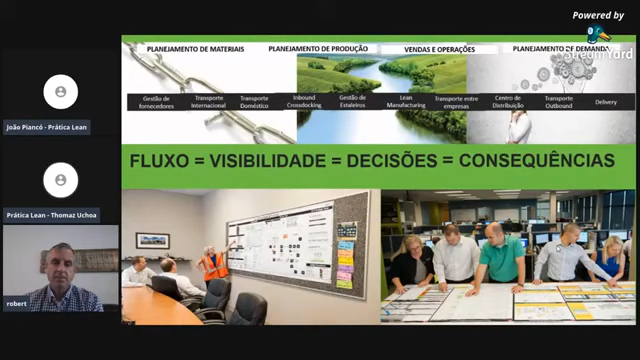 Powered by
StreamYard
PLANEJAMENTO DE MATERIAIS
PLANEJAMENTO DE PRODUÇÃO
VENDAS E OPERAÇÕES
PLANEJAMENTO DE DEMANDA
Gestão de fornecedores
Transporte Internacional
Transporte Doméstico
Inbound Crossdocking
Gestão de Estaleiros
Lean Manufacturing
Transporte entre empresas
Centro de Distribuição
Transporte Outbound
Delivery
FLUXO = VISIBILIDADE = DECISÕES = CONSEQUÊNCIAS
João Piancó - Prática Lean
Prática Lean - Thomaz Uchoa
robert